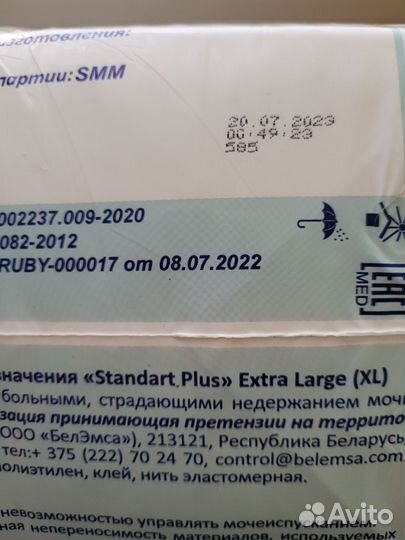 изготовления:
партии: SMM
20.07.2023
00:49:23
585
002237.009-2020
082-2012
RUBY-000017 от 08.07.2022
EAC
MED
значения «Standart Plus» Extra Large (XL)
больными, страдающими недержанием моч
зация принимающая претензии на террито
ООО «БелЭмса»), 213121, Республика Беларусь,
тел:+ 375 (222) 70 24 70, control@belemsa.com
полиэтилен, клей, нить эластомерная.
невозможностью управлять мочеиспусканием.
ная непереносимость материалов, используемых
Avito